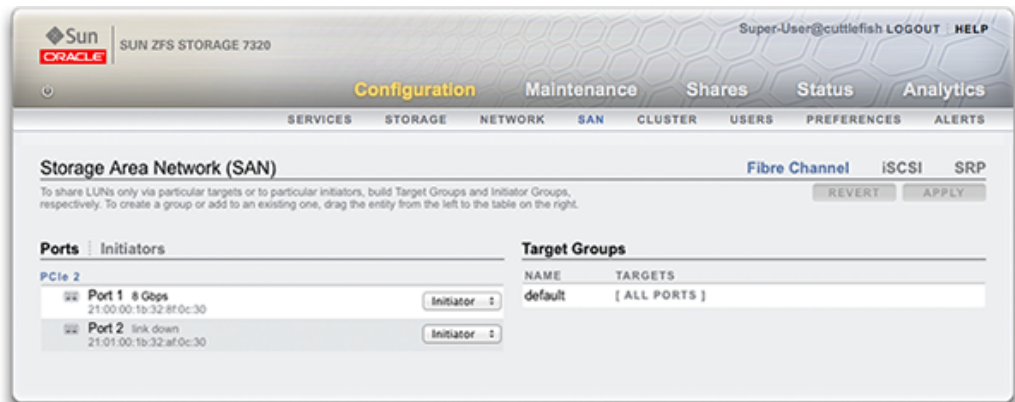 Sun
ORACLE
SUN ZFS STORAGE 7320
Super-User@cuttlefish LOGOUT HELP
Configuration Maintenance Shares Status Analytics
SERVICES STORAGE NETWORK SAN CLUSTER USERS PREFERENCES ALERTS
Storage Area Network (SAN)
Fibre Channel iSCSI SRP
To share LUNs only via particular targets or to particular initiators, build Target Groups and Initiator Groups,
respectively. To create a group or add to an existing one, drag the entity from the left to the table on the right.
REVERT APPLY
Ports Initiators
PCIe 2
Port 1 8 Gbps
21:00:00:1b:32:8f:0c:30
Initiator
Port 2 link down
21:01:00:1b:32:af:0c:30
Initiator
Target Groups
NAME TARGETS
default [ ALL PORTS ]